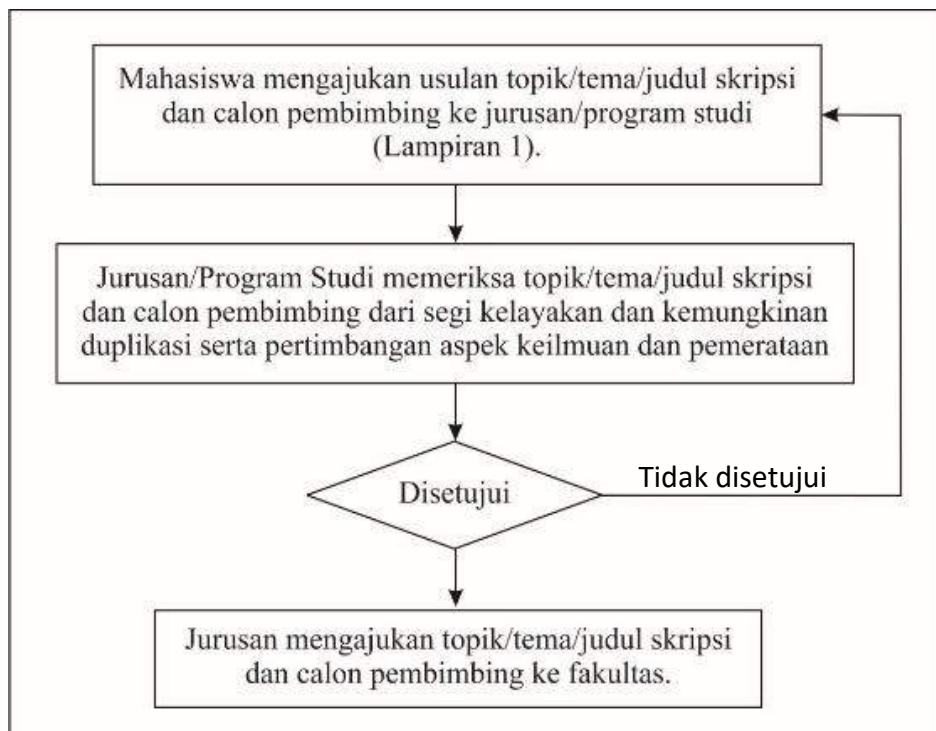 Mahasiswa mengajukan usulan topik/tema/judul skripsi
dan calon pembimbing ke jurusan/program studi
(Lampiran 1).
Jurusan/Program Studi memeriksa topik/tema/judul skripsi
dan calon pembimbing dari segi kelayakan dan kemungkinan
duplikasi serta pertimbangan aspek keilmuan dan pemerataan
Disetujui
Tidak disetujui
Jurusan mengajukan topik/tema/judul skripsi
dan calon pembimbing ke fakultas.